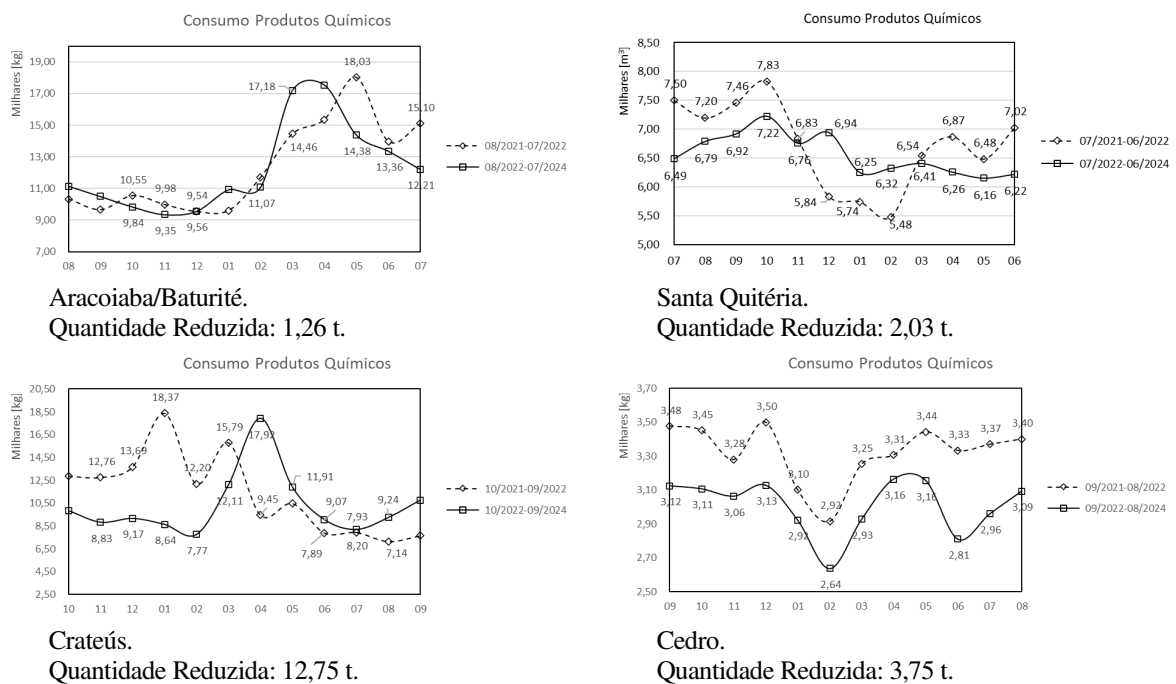 Consumo Produtos Químicos
Milhares [kg]
19,00
17,00
15,00
13,00
11,00
9,00
7,00
08 09 10 11 12 01 02 03 04 05 06 07
10,55 9,98 9,54 14,46 18,03 15,10
9,84 9,35 9,56 11,07 17,18 14,38 13,36 12,21
08/2021-07/2022
08/2022-07/2024
Aracoiaba/Baturité.
Quantidade Reduzida: 1,26 t.
Consumo Produtos Químicos
Milhares [m³]
8,50
8,00
7,50
7,00
6,50
6,00
5,50
5,00
07 08 09 10 11 12 01 02 03 04 05 06
7,50 7,20 7,46 7,83 6,83 5,84 5,74 5,48 6,54 6,87 6,48 7,02
6,49 6,79 6,92 7,22 6,76 6,94 6,25 6,32 6,41 6,26 6,16 6,22
07/2021-06/2022
07/2022-06/2024
Santa Quitéria.
Quantidade Reduzida: 2,03 t.
Consumo Produtos Químicos
Milhares [kg]
20,50
18,50
16,50
14,50
12,50
10,50
8,50
6,50
4,50
2,50
10 11 12 01 02 03 04 05 06 07 08 09
12,76 13,69 18,37 12,20 15,79 9,45 7,89 7,93 7,14
8,83 9,17 8,64 7,77 12,11 17,92 11,91 9,07 8,20 9,24
10/2021-09/2022
10/2022-09/2024
Crateús.
Quantidade Reduzida: 12,75 t.
Consumo Produtos Químicos
Milhares [kg]
3,70
3,50
3,30
3,10
2,90
2,70
2,50
09 10 11 12 01 02 03 04 05 06 07 08
3,48 3,45 3,28 3,50 3,10 2,92 3,25 3,31 3,44 3,33 3,37 3,40
3,12 3,11 3,06 3,13 2,92 2,64 2,93 3,16 3,16 2,81 2,96 3,09
09/2021-08/2022
09/2022-08/2024
Cedro.
Quantidade Reduzida: 3,75 t.